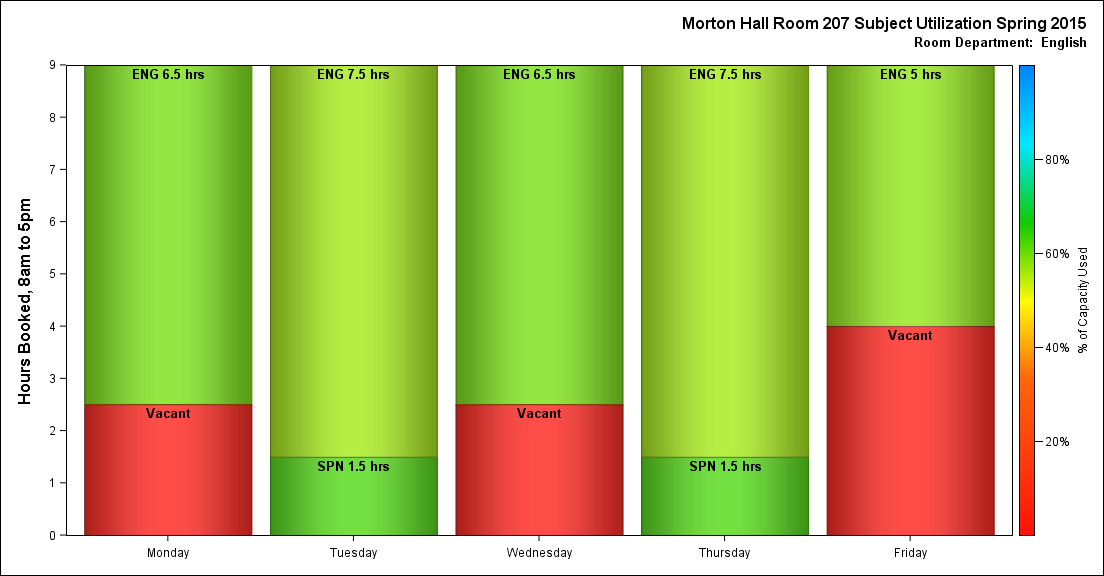 Morton Hall Room 207 Subject Utilization Spring 2015
Room Department:  English
Hours Booked, 8am to 5pm
9
8
7
6
5
4
3
2
1
0
ENG 6.5 hrs
Vacant
ENG 7.5 hrs
SPN 1.5 hrs
ENG 6.5 hrs
Vacant
ENG 7.5 hrs
SPN 1.5 hrs
ENG 5 hrs
Vacant
Monday
Tuesday
Wednesday
Thursday
Friday
80%
60%
40%
20%
% of Capacity Used